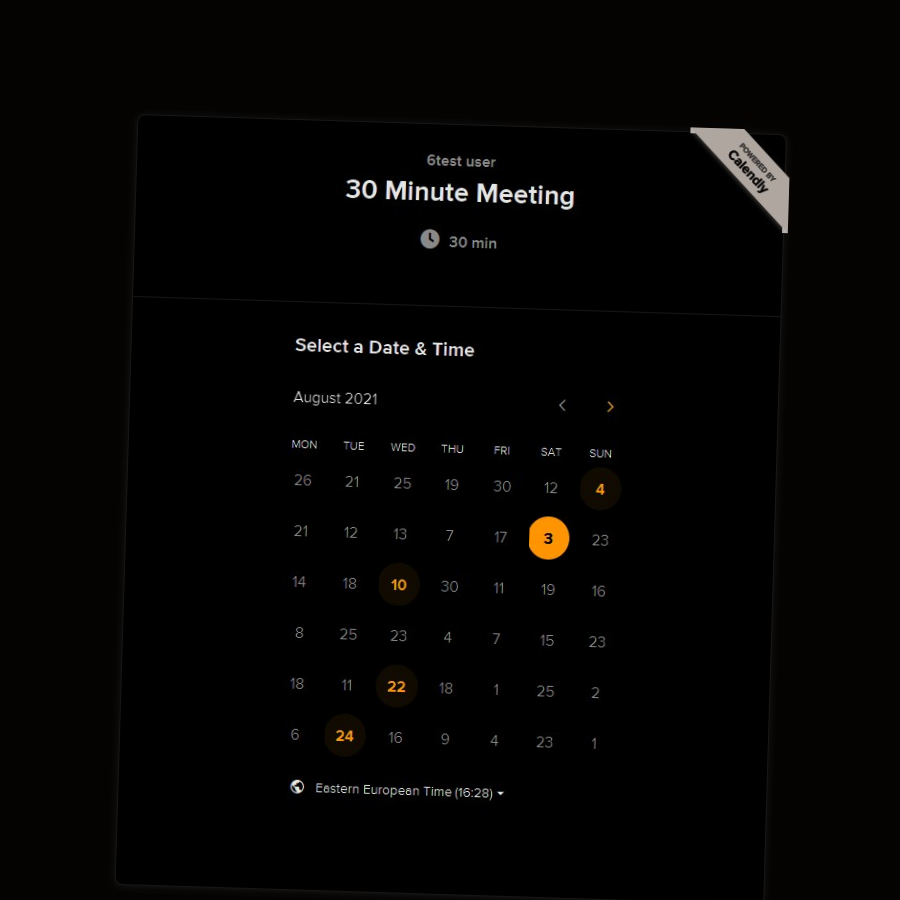 POWERED BY
Calendly
6test user
30 Minute Meeting
30 min
Select a Date & Time
August 2021
MON TUE WED THU FRI SAT SUN
26 21 25 19 30 12 4
21 12 13 7 17 3 23
14 18 10 30 11 19 16
8 25 23 4 7 15 23
18 11 22 18 1 25 2
6 24 16 9 4 23 1
Eastern European Time (16:28)